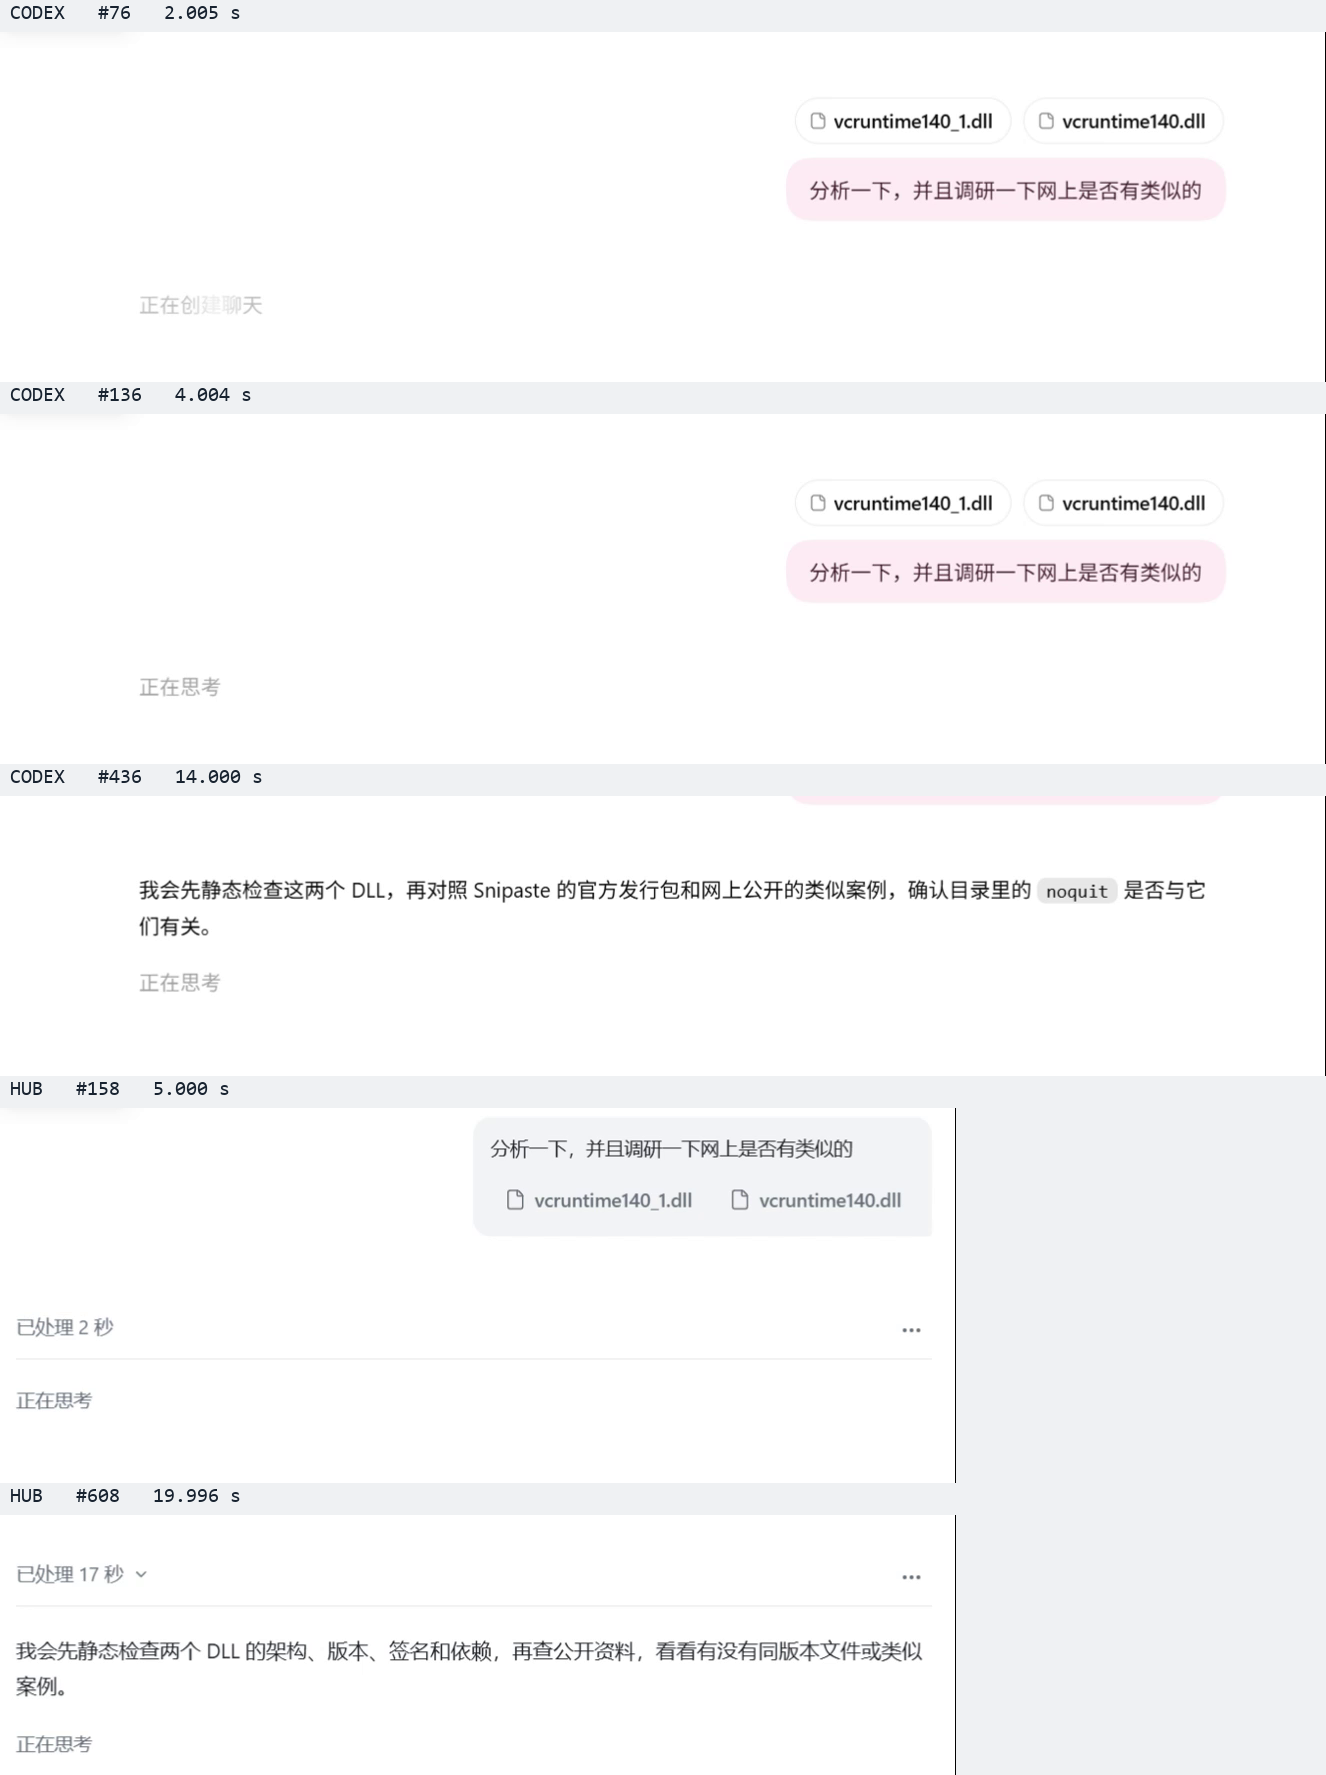 CODEX #76 2.005 s
vcruntime140_1.dll vcruntime140.dll
分析一下，并且调研一下网上是否有类似的
正在创建聊天
CODEX #136 4.004 s
vcruntime140_1.dll vcruntime140.dll
分析一下，并且调研一下网上是否有类似的
正在思考
CODEX #436 14.000 s
我会先静态检查这两个 DLL，再对照 Snipaste 的官方发行包和网上公开的类似案例，确认目录里的 noquit 是否与它
们有关。
正在思考
HUB #158 5.000 s
分析一下，并且调研一下网上是否有类似的
vcruntime140_1.dll vcruntime140.dll
已处理 2 秒
正在思考
HUB #608 19.996 s
已处理 17 秒
我会先静态检查两个 DLL 的架构、版本、签名和依赖，再查公开资料，看看有没有同版本文件或类似
案例。
正在思考